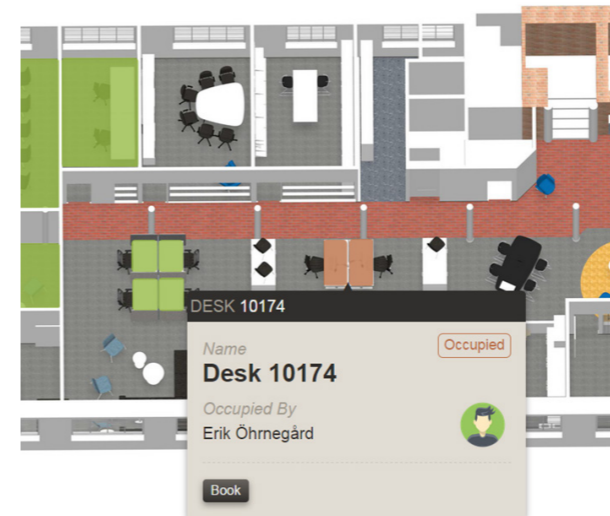 DESK 10174
Name
Occupied
Desk 10174
Occupied By
Erik Öhrnegård
Book